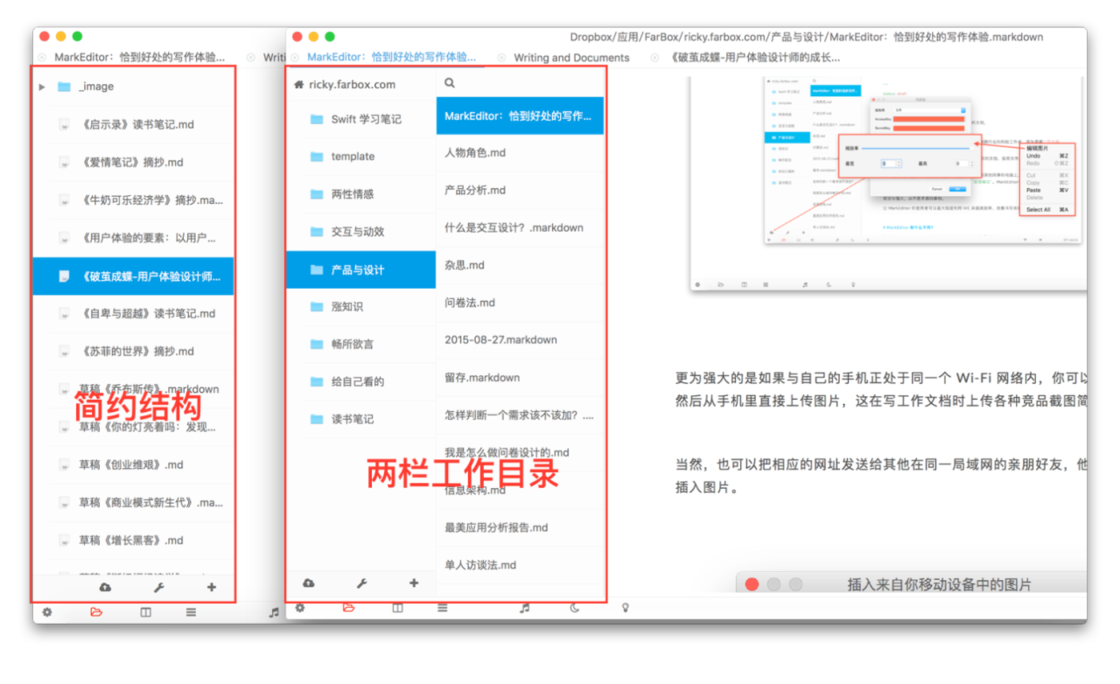 Dropbox/应用/FarBox/ricky.farbox.com/产品与设计/MarkEditor：恰到好处的写作体验.markdown
MarkEditor：恰到好处的写作体验...
Writi
MarkEditor：恰到好处的写作体验...
Writing and Documents
《破茧成蝶-用户体验设计师的成长...
_image
《启示录》读书笔记.md
《爱情笔记》摘抄.md
《牛奶可乐经济学》摘抄.ma...
《用户体验的要素：以用户...
《破茧成蝶-用户体验设计师...
《自卑与超越》读书笔记.md
《苏菲的世界》摘抄.md
草稿《乔布斯传》.markdown
简约结构
草稿《你的灯亮着吗：发现...
草稿《创业维艰》.md
草稿《商业模式新生代》.ma...
草稿《增长黑客》.md
ricky.farbox.com
Swift 学习笔记
template
两性情感
交互与动效
产品与设计
涨知识
畅所欲言
给自己看的
读书笔记
MarkEditor：恰到好处的写作...
人物角色.md
产品分析.md
什么是交互设计？.markdown
杂思.md
问卷法.md
2015-08-27.markdown
留存.markdown
怎样判断一个需求该不该加？....
我是怎么做问卷设计的.md
两栏工作目录
信息架构.md
最美应用分析报告.md
单人访谈法.md
编辑图片
Undo ⌘Z
Redo
Cut ⌘X
Copy ⌘C
Paste ⌘V
Delete
Select All ⌘A
更为强大的是如果与自己的手机正处于同一个 Wi-Fi 网络内，你可以
然后从手机里直接上传图片，这在写工作文档时上传各种竞品截图简
当然，也可以把相应的网址发送给其他在同一局域网的亲朋好友，他
插入图片。
插入来自你移动设备中的图片